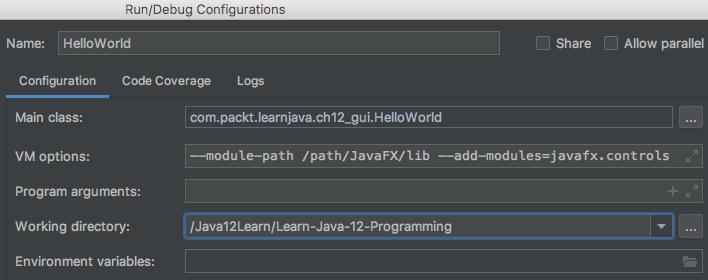 Run/Debug Configurations
Name: HelloWorld Share Allow parallel
Configuration Code Coverage Logs
Main class: com.packt.learnjava.ch12_gui.HelloWorld ...
VM options: --module-path /path/JavaFX/lib --add-modules=javafx.controls
Program arguments:
Working directory: /Java12Learn/Learn-Java-12-Programming ...
Environment variables: